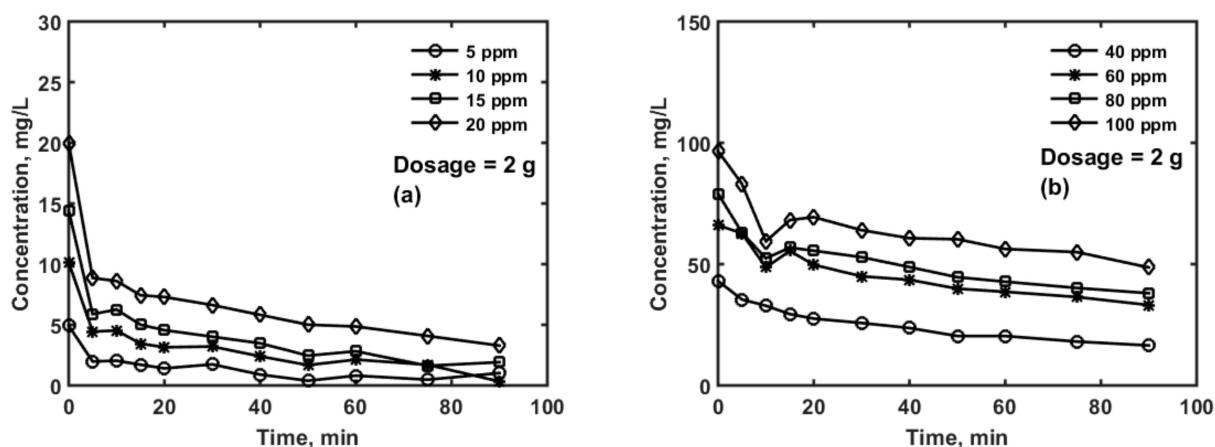 30
25
20
15
10
5
0
Concentration, mg/L
5 ppm
10 ppm
15 ppm
20 ppm
Dosage = 2 g
(a)
0 20 40 60 80 100
Time, min
150
100
50
0
Concentration, mg/L
40 ppm
60 ppm
80 ppm
100 ppm
Dosage = 2 g
(b)
0 20 40 60 80 100
Time, min